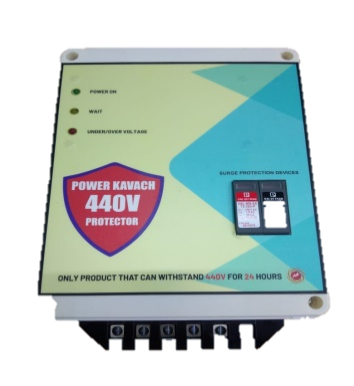 POWER ON
WAIT
UNDER/OVER VOLTAGE
SURGE PROTECTION DEVICES
POWER KAVACH
440V
PROTECTOR
ONLY PRODUCT THAT CAN WITHSTAND 440V FOR 24 HOURS